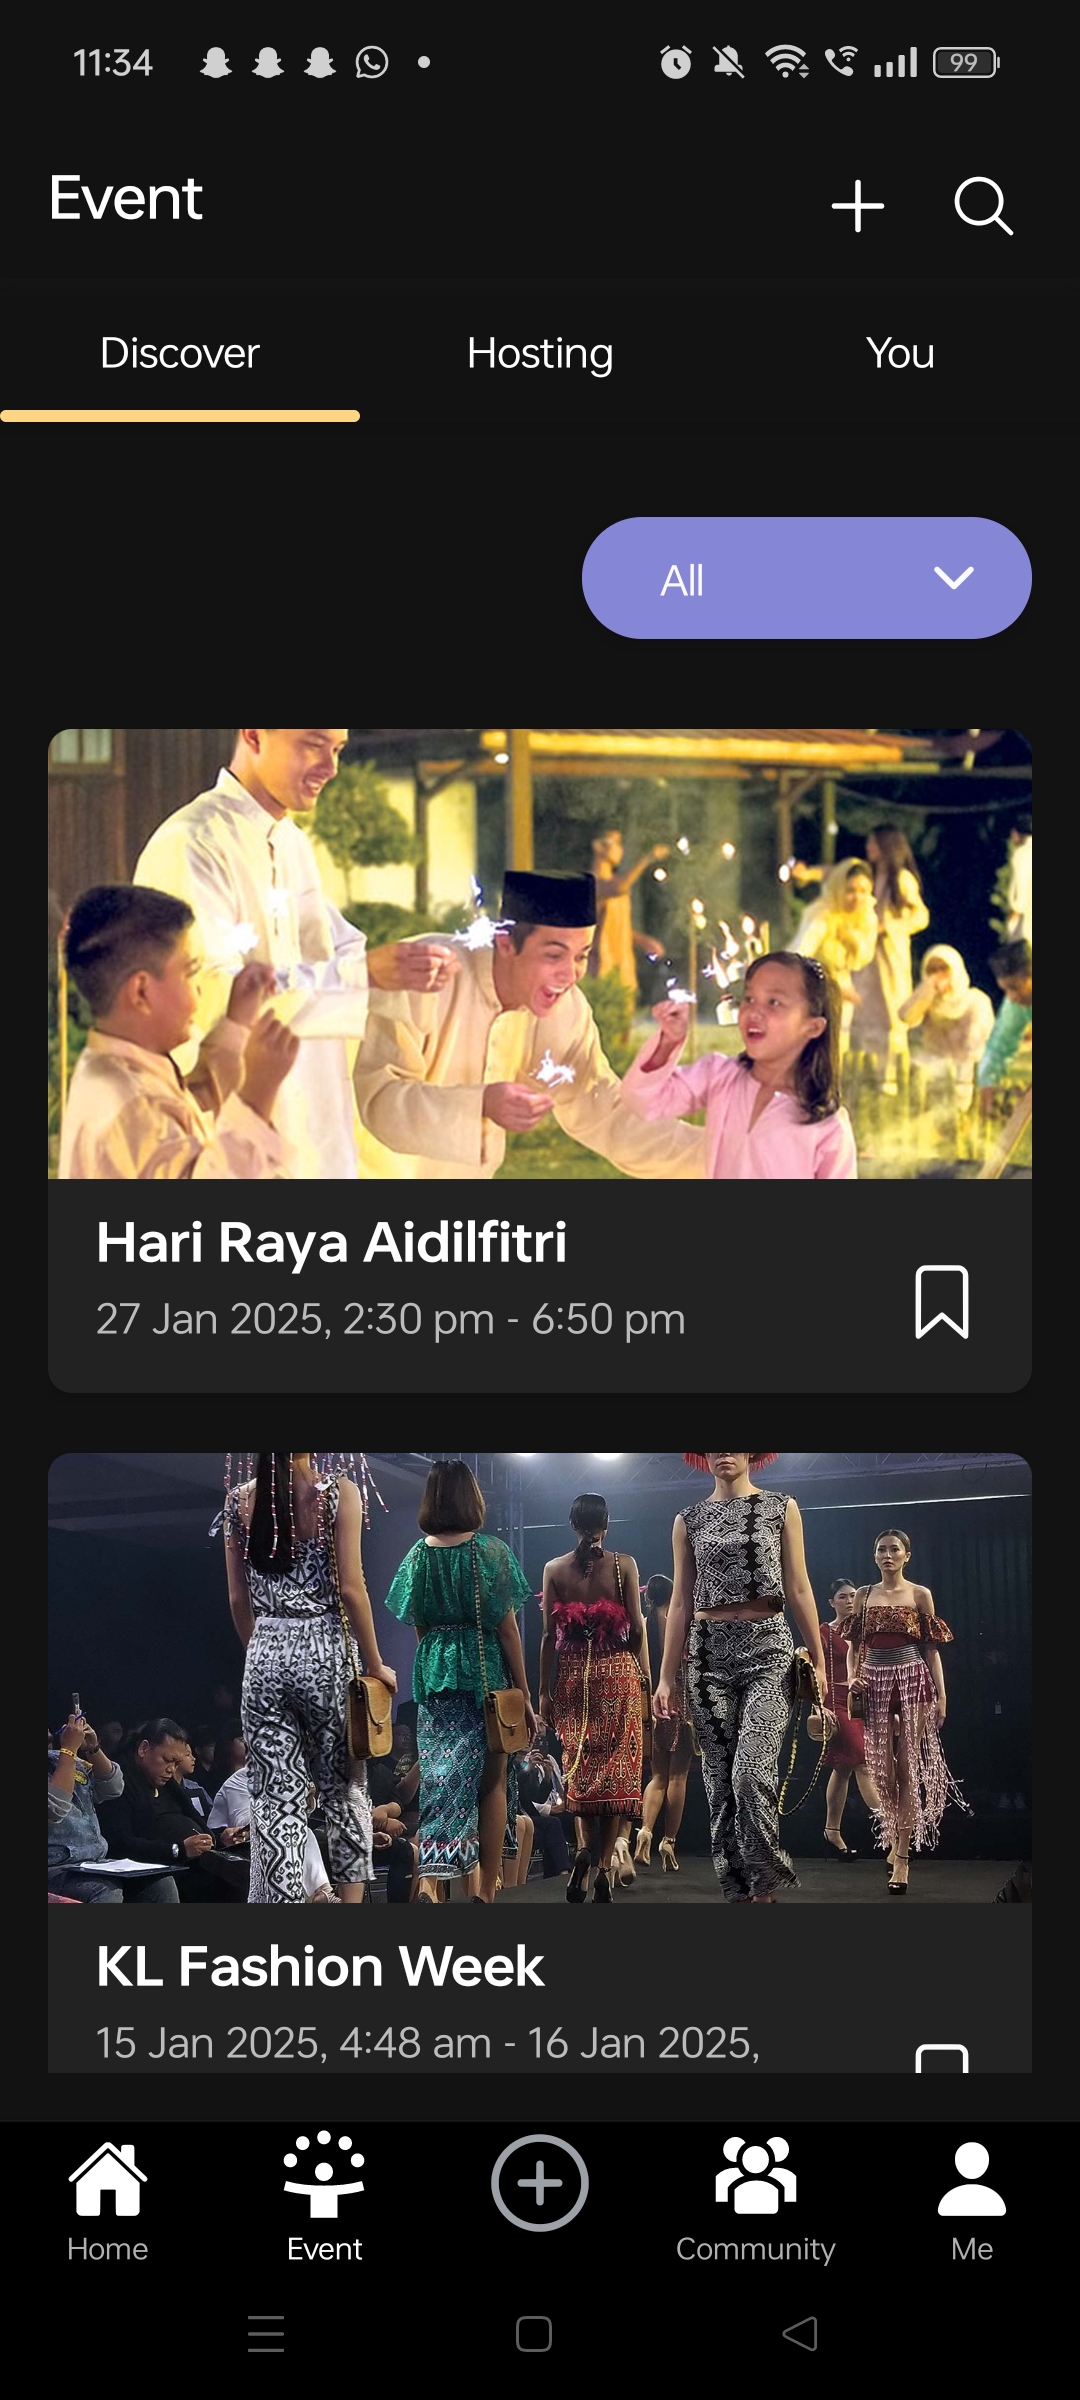 11:34
99
Event
Discover Hosting You
All
Hari Raya Aidilfitri
27 Jan 2025, 2:30 pm - 6:50 pm
KL Fashion Week
15 Jan 2025, 4:48 am - 16 Jan 2025,
Home Event Community Me